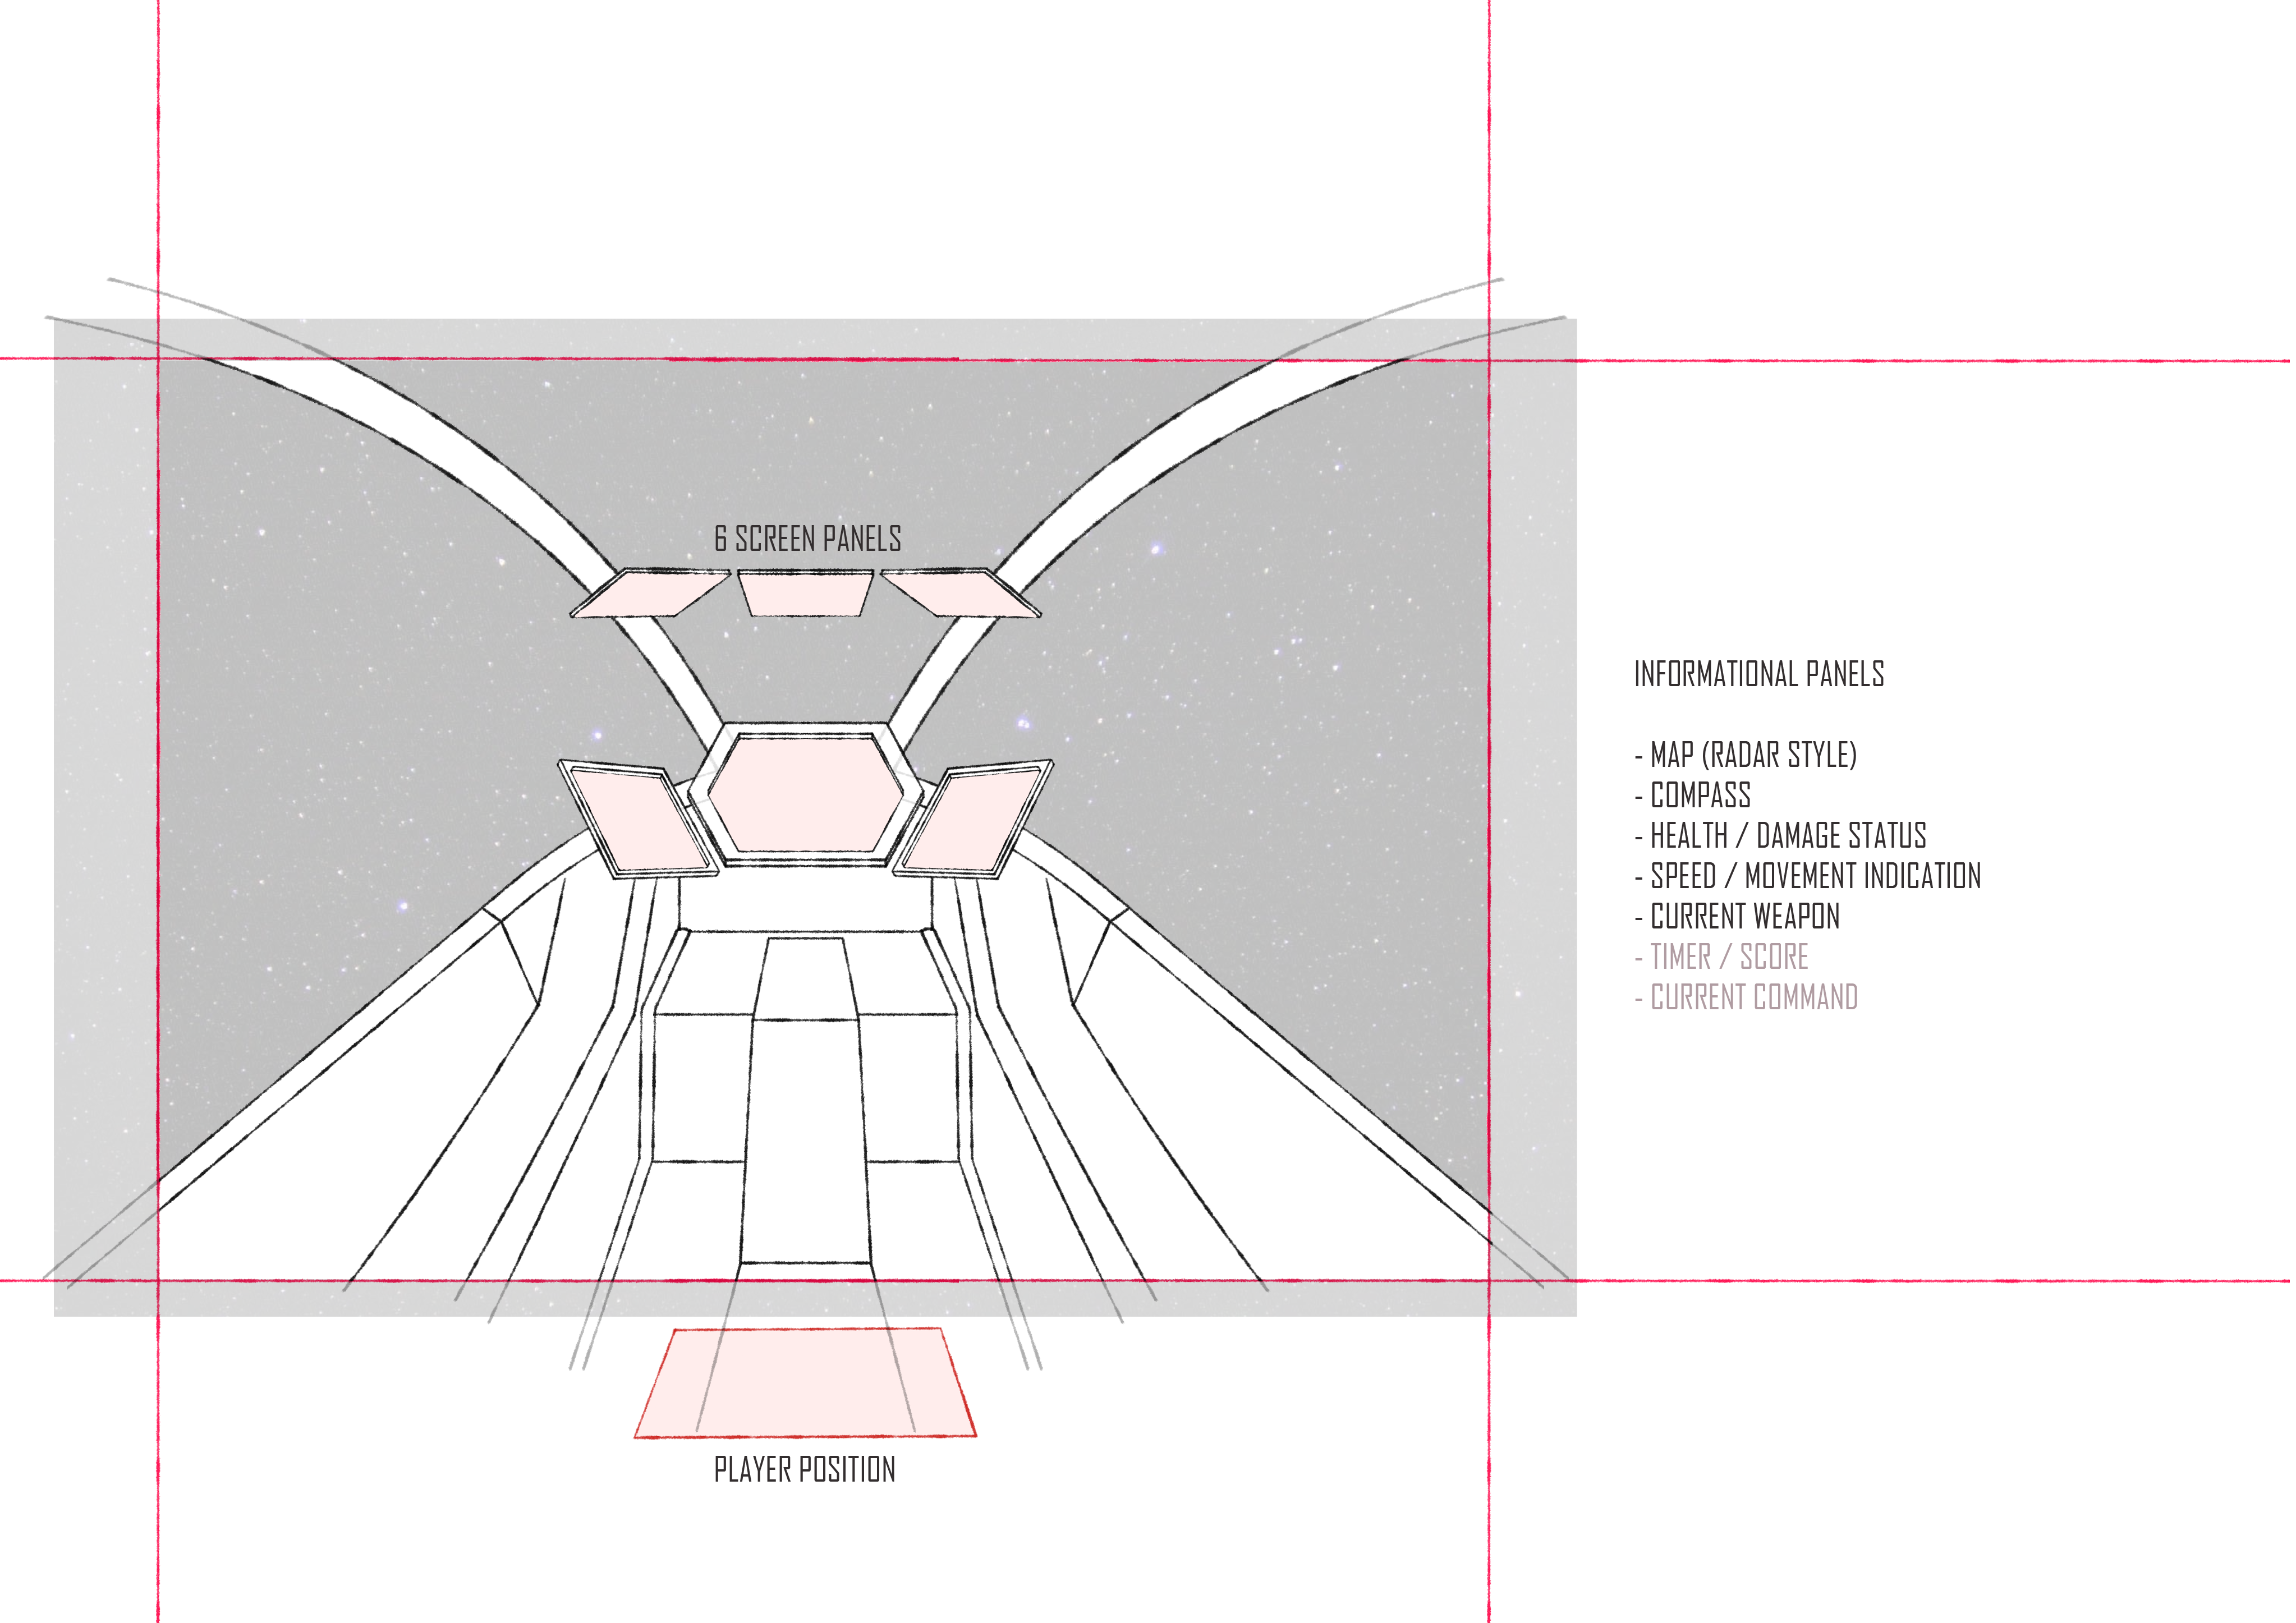 6 SCREEN PANELS
INFORMATIONAL PANELS
- MAP (RADAR STYLE)
- COMPASS
- HEALTH / DAMAGE STATUS
- SPEED / MOVEMENT INDICATION
- CURRENT WEAPON
- TIMER / SCORE
- CURRENT COMMAND
PLAYER POSITION